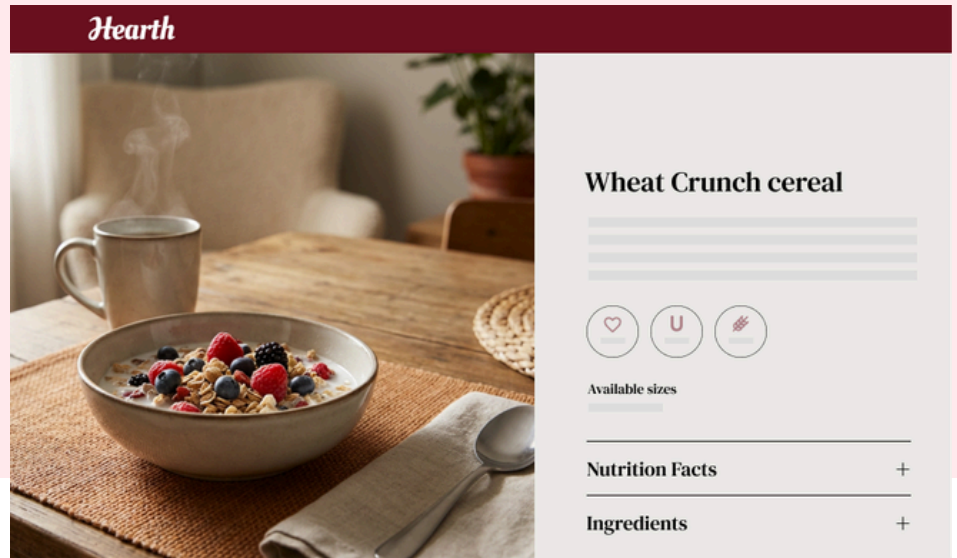 Hearth
Wheat Crunch cereal
U
Available sizes
Nutrition Facts
+
Ingredients
+